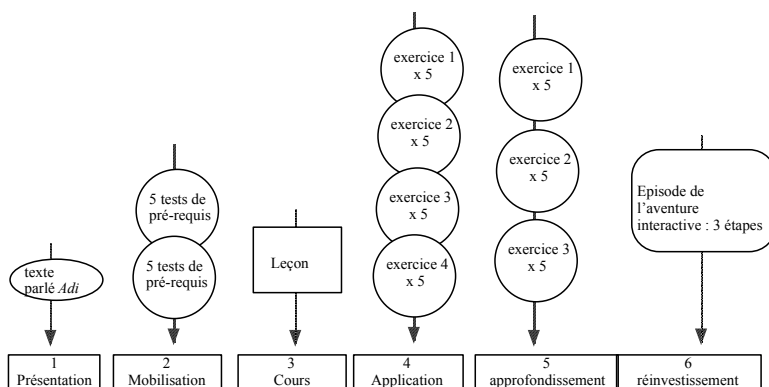 texte
parlé Adi
5 tests de
pré-requis
5 tests de
pré-requis
Leçon
exercice 1
x 5
exercice 2
x 5
exercice 3
x 5
exercice 4
x 5
exercice 1
x 5
exercice 2
x 5
exercice 3
x 5
Episode de
l’aventure
interactive : 3 étapes
1
Présentation
2
Mobilisation
3
Cours
4
Application
5
approfondissement
6
réinvestissement